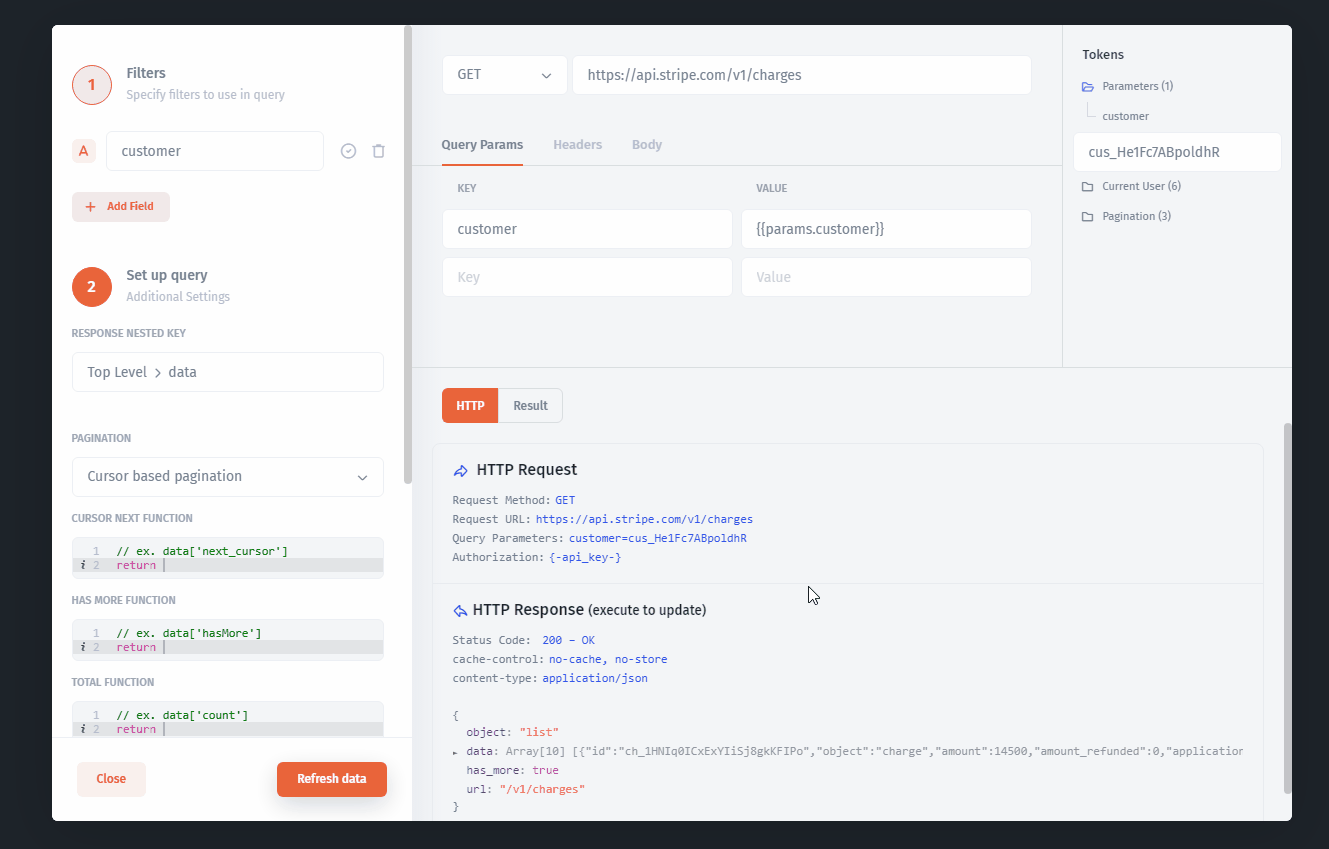 1
Filters
Specify filters to use in query
A
customer
+ Add Field
2
Set up query
Additional Settings
RESPONSE NESTED KEY
Top Level > data
PAGINATION
Cursor based pagination
CURSOR NEXT FUNCTION
1 // ex. data['next_cursor']
i 2 return
HAS MORE FUNCTION
1 // ex. data['hasMore']
i 2 return
TOTAL FUNCTION
1 // ex. data['count']
i 2 return
Close
Refresh data
GET
https://api.stripe.com/v1/charges
Query Params
Headers
Body
KEY
VALUE
customer
{{params.customer}}
Key
Value
Tokens
Parameters (1)
customer
cus_He1Fc7ABpoldhR
Current User (6)
Pagination (3)
HTTP
Result
HTTP Request
Request Method: GET
Request URL: https://api.stripe.com/v1/charges
Query Parameters: customer=cus_He1Fc7ABpoldhR
Authorization: {-api_key-}
HTTP Response (execute to update)
Status Code: 200 – OK
cache-control: no-cache, no-store
content-type: application/json
{
object: "list"
data: Array[10] [{"id":"ch_1HNIq0ICxExYIiSj8gkKFIPo","object":"charge","amount":14500,"amount_refunded":0,"application
has_more: true
url: "/v1/charges"
}